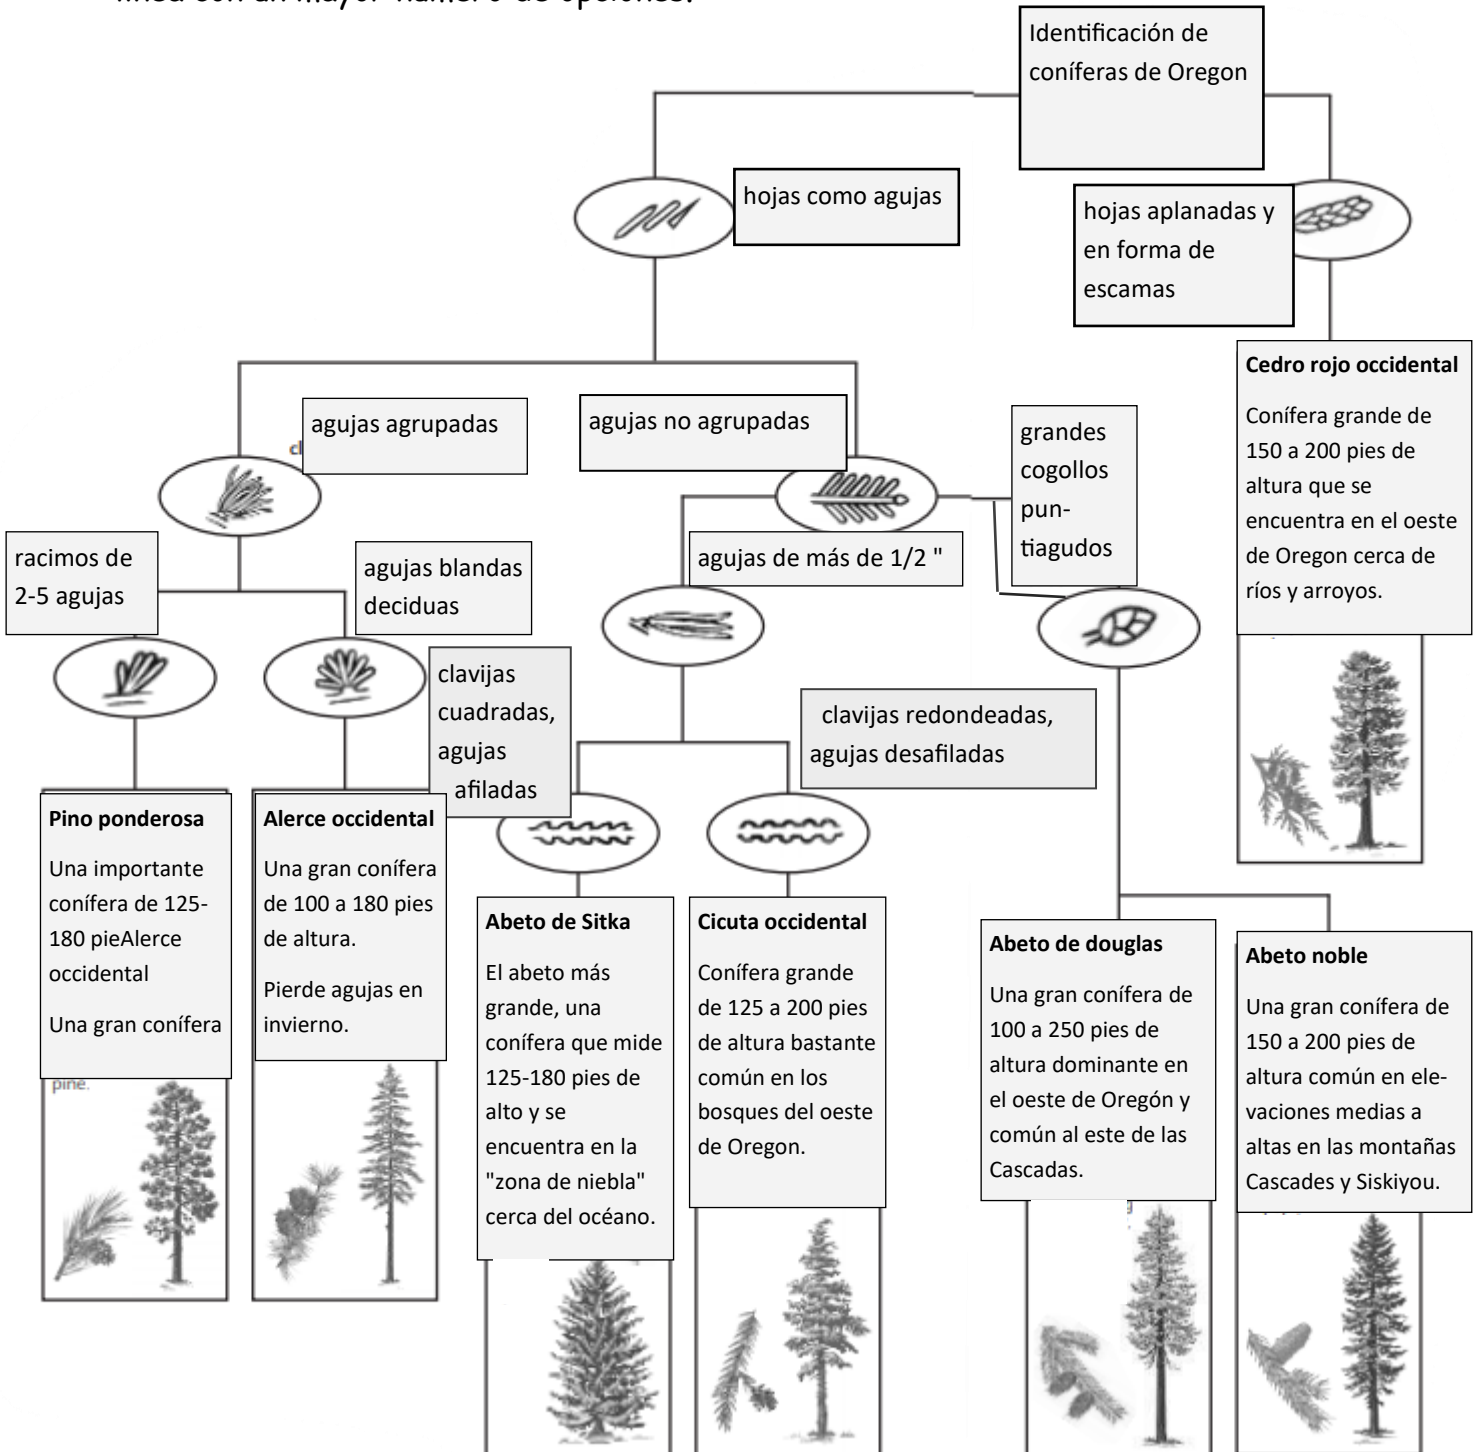 línea con un mayor número de opciones.
Identificación de
coníferas de Oregon
hojas como agujas
hojas aplanadas y
en forma de
escamas
agujas agrupadas
cl
agujas no agrupadas
grandes
cogollos
pun-
tiagudos
Cedro rojo occidental
Conífera grande de
150 a 200 pies de
altura que se
encuentra en el oeste
de Oregon cerca de
ríos y arroyos.
racimos de
2-5 agujas
agujas blandas
deciduas
agujas de más de 1/2 "
clavijas
cuadradas,
agujas
afiladas
clavijas redondeadas,
agujas desafiladas
Pino ponderosa
Una importante
conífera de 125-
180 pieAlerce
occidental
Una gran conífera
pine.
Alerce occidental
Una gran conífera
de 100 a 180 pies
de altura.
Pierde agujas en
invierno.
Abeto de Sitka
El abeto más
grande, una
conífera que mide
125-180 pies de
alto y se
encuentra en la
"zona de niebla"
cerca del océano.
Cicuta occidental
Conífera grande
de 125 a 200 pies
de altura bastante
común en los
bosques del oeste
de Oregon.
Abeto de douglas
Una gran conífera de
100 a 250 pies de
altura dominante en
el oeste de Oregón y
común al este de las
Cascadas.
Abeto noble
Una gran conífera de
150 a 200 pies de
altura común en ele-
vaciones medias a
altas en las montañas
Cascades y Siskiyou.